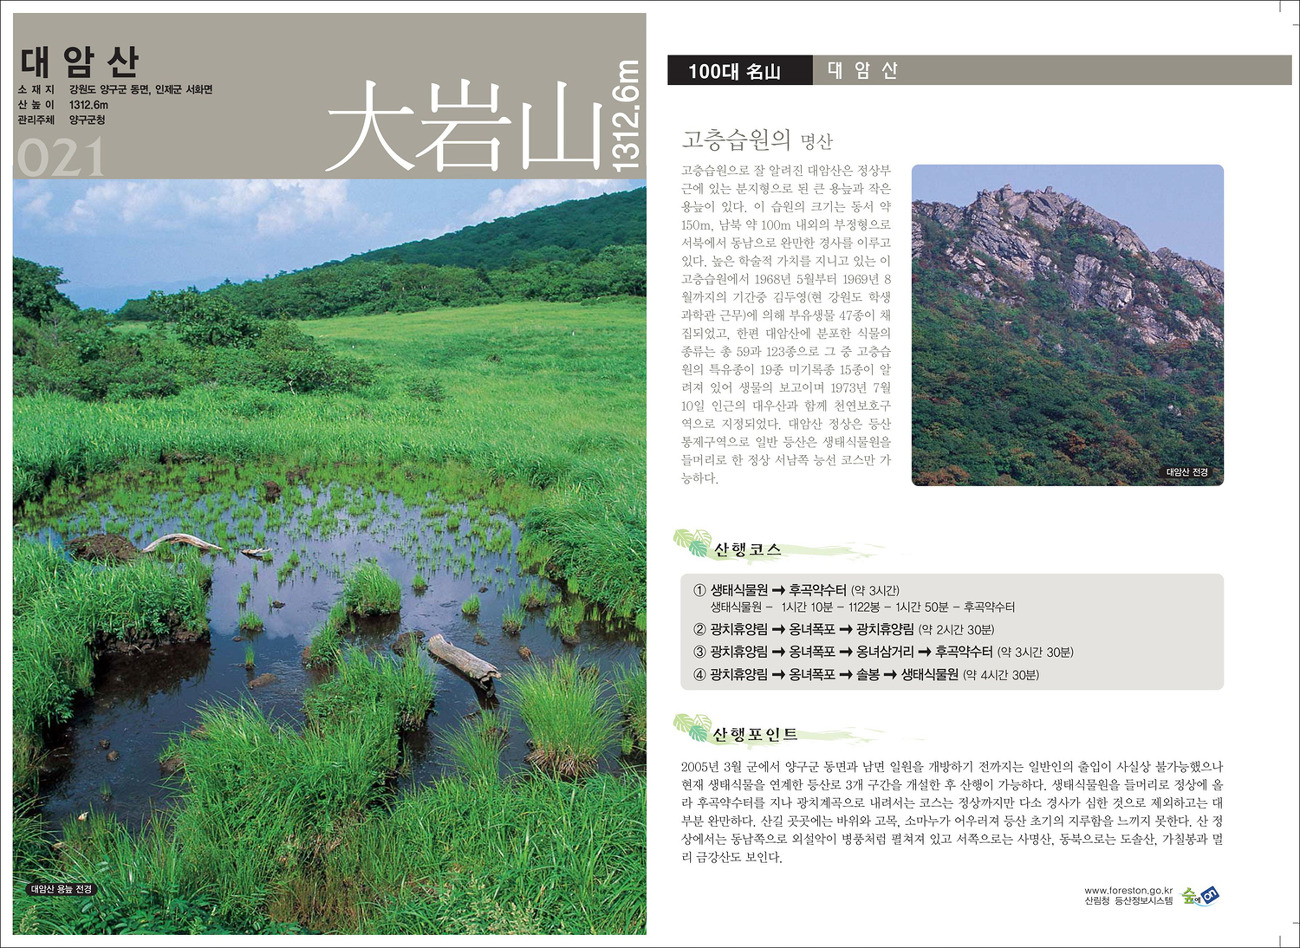 대암산
소재지 강원도 양구군 동면, 인제군 서화면
산높이 1312.6m
관리주체 양구군청
021
大岩山
1312.6m
대암산 용늪 전경
100대 名山 대암산
고층습원의 명산
고층습원으로 잘 알려진 대암산은 정상부
근에 있는 분지형으로 된 큰 용늪과 작은
용늪이 있다. 이 습원의 크기는 동서 약
150m, 남북 약 100m 내외의 부정형으로
서북에서 동남으로 완만한 경사를 이루고
있다. 높은 학술적 가치를 지니고 있는 이
고층습원에서 1968년 5월부터 1969년 8
월까지의 기간중 김두영(현 강원도 학생
과학관 근무)에 의해 부유생물 47종이 채
집되었고, 한편 대암산에 분포한 식물의
종류는 총 59과 123종으로 그 중 고층습
원의 특유종이 19종 미기록종 15종이 알
려져 있어 생물의 보고이며 1973년 7월
10일 인근의 대우산과 함께 천연보호구
역으로 지정되었다. 대암산 정상은 등산
통제구역으로 일반 등산은 생태식물원을
들머리로 한 정상 서남쪽 능선 코스만 가
능하다.
대암산 전경
산행코스
① 생태식물원 ➞ 후곡약수터 (약 3시간)
생태식물원 - 1시간 10분 - 1122봉 - 1시간 50분 - 후곡약수터
② 광치휴양림 ➞ 옹녀폭포 ➞ 광치휴양림 (약 2시간 30분)
③ 광치휴양림 ➞ 옹녀폭포 ➞ 옹녀삼거리 ➞ 후곡약수터 (약 3시간 30분)
④ 광치휴양림 ➞ 옹녀폭포 ➞ 솔봉 ➞ 생태식물원 (약 4시간 30분)
산행포인트
2005년 3월 군에서 양구군 동면과 남면 일원을 개방하기 전까지는 일반인의 출입이 사실상 불가능했으나
현재 생태식물을 연계한 등산로 3개 구간을 개설한 후 산행이 가능하다. 생태식물원을 들머리로 정상에 올
라 후곡약수터를 지나 광치계곡으로 내려서는 코스는 정상까지만 다소 경사가 심한 것으로 제외하고는 대
부분 완만하다. 산길 곳곳에는 바위와 고목, 소마누가 어우러져 등산 초기의 지루함을 느끼지 못한다. 산 정
상에서는 동남쪽으로 외설악이 병풍처럼 펼쳐져 있고 서쪽으로는 사명산, 동북으로는 도솔산, 가칠봉과 멀
리 금강산도 보인다.
www.foreston.go.kr
산림청 등산정보시스템
숲에on